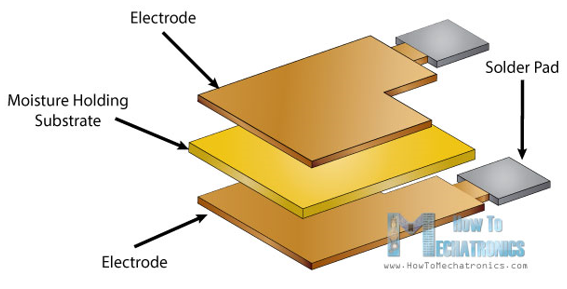 Electrode
Solder Pad
Moisture Holding
Substrate
Electrode
How To
MECHATRONICS
www.HowToMechatronics.com